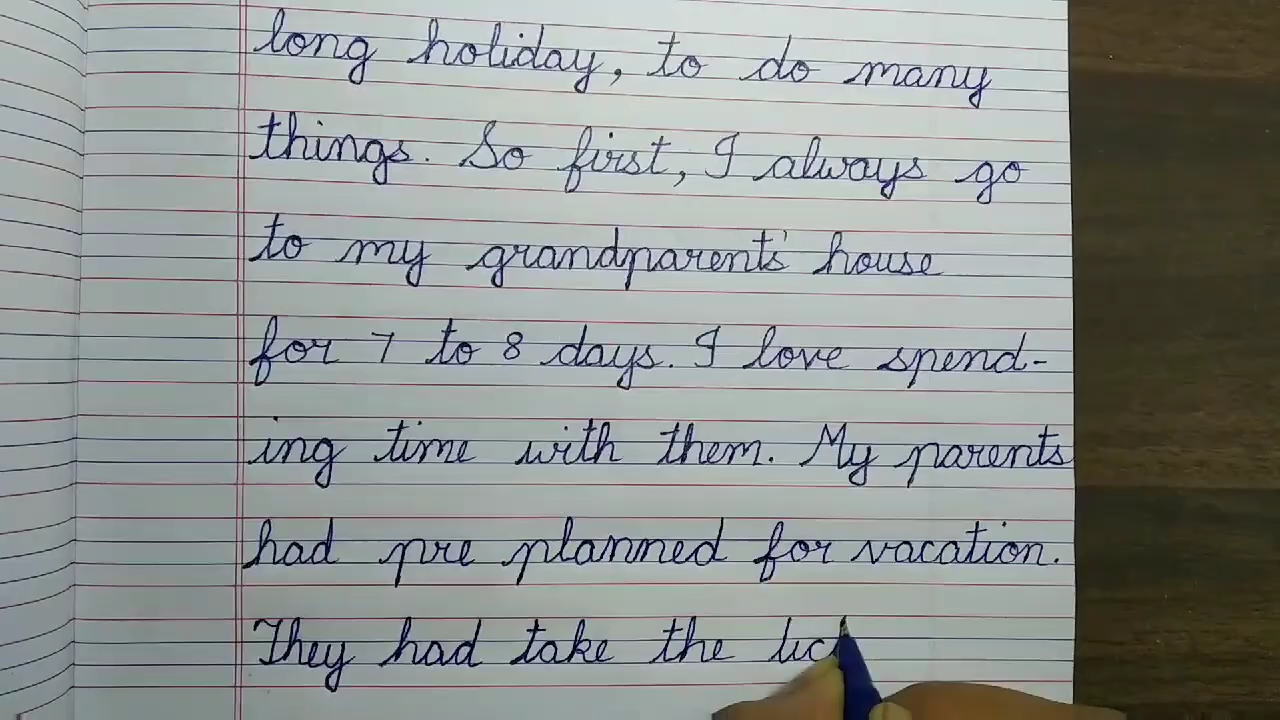 long holiday, to do many
things. So first, I always go
to my grandparents' house
for 7 to 8 days. I love spend-
ing time with them. My parents
had pre planned for vacation.
They had take the